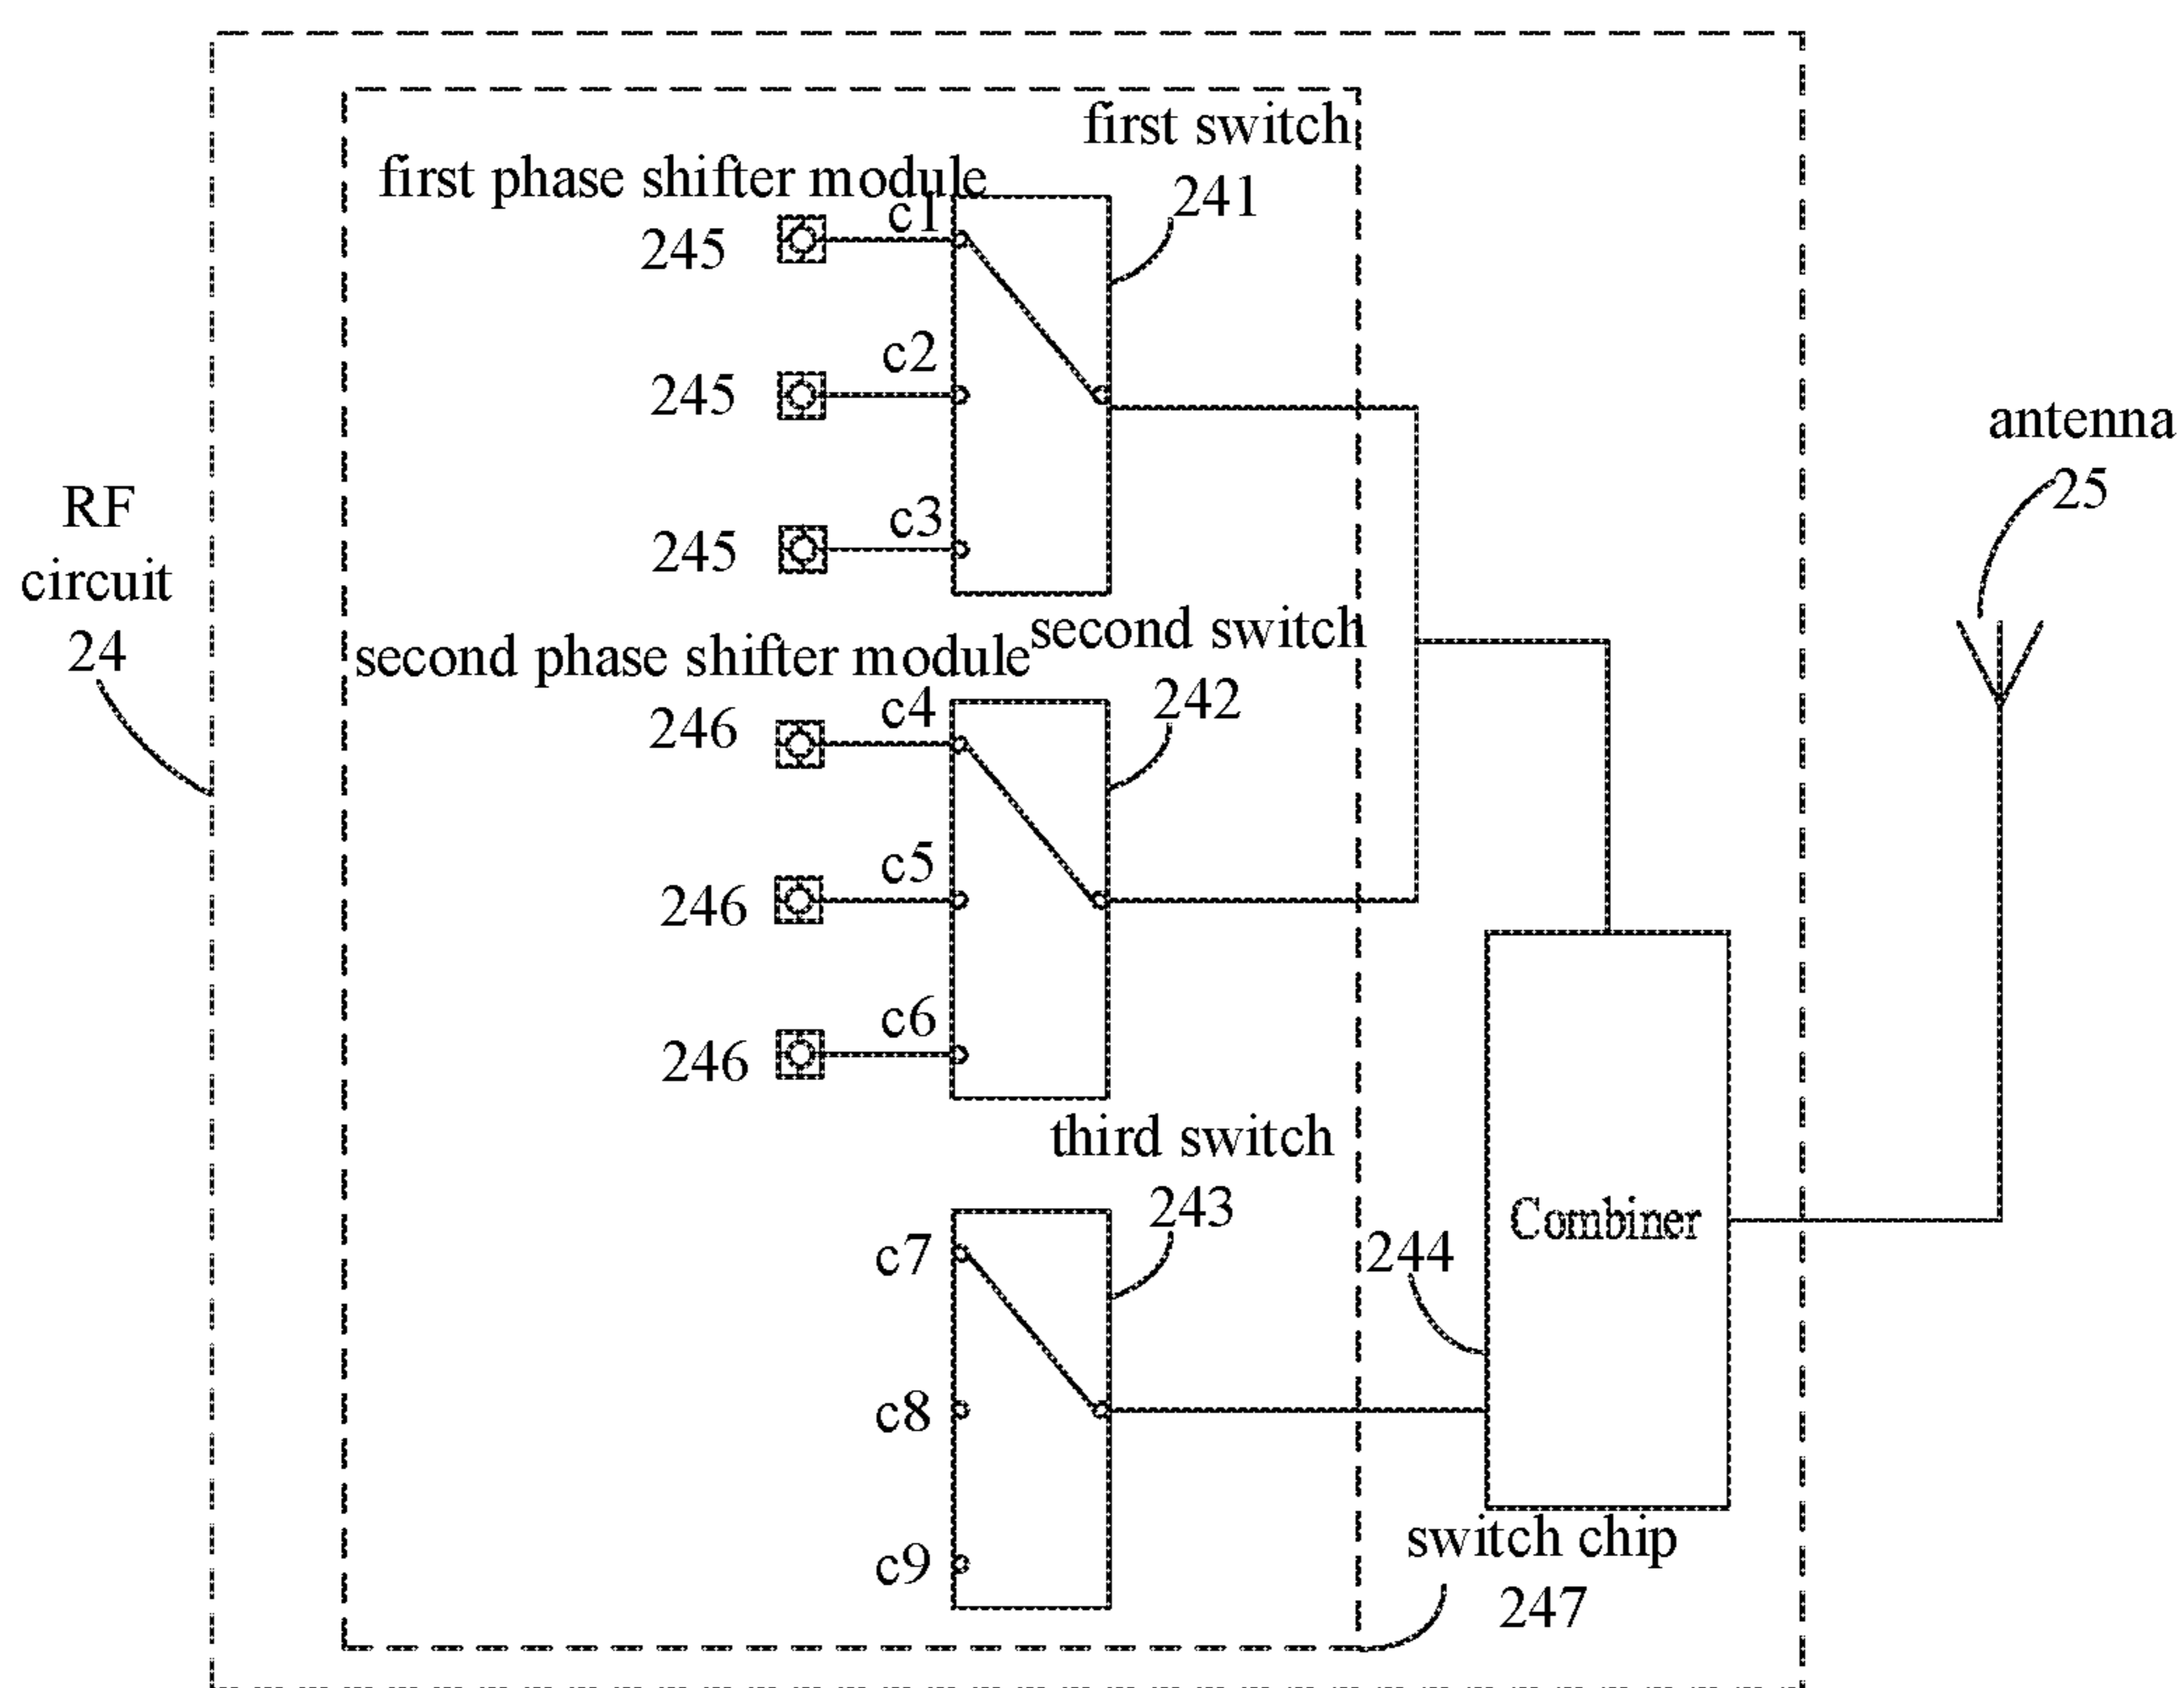 first switch
241
first phase shifter module
c1
245
c2
245
c3
245
RF
circuit
24
antenna
25
second switch
242
second phase shifter module
c4
246
c5
246
c6
246
third switch
243
c7
c8
c9
244
Combiner
switch chip
247